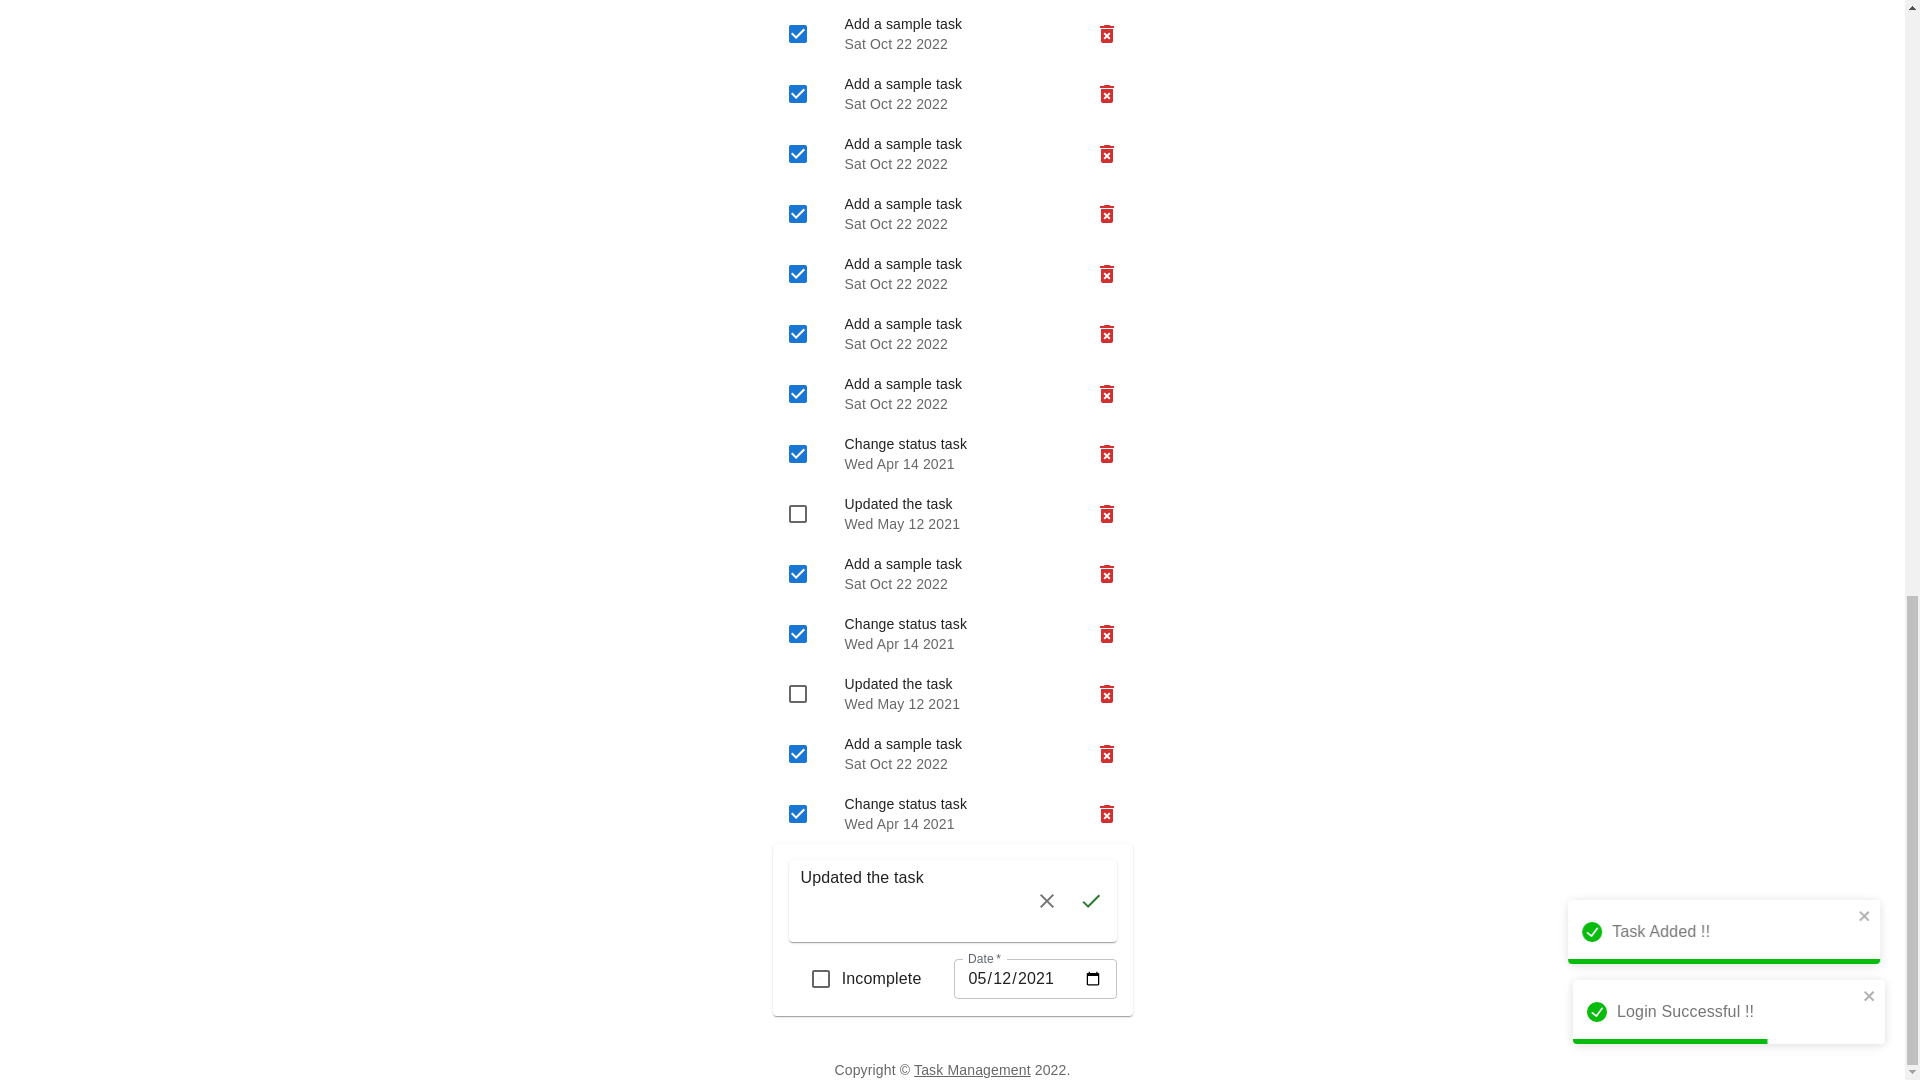 Add a sample task
Sat Oct 22 2022
Add a sample task
Sat Oct 22 2022
Add a sample task
Sat Oct 22 2022
Add a sample task
Sat Oct 22 2022
Add a sample task
Sat Oct 22 2022
Add a sample task
Sat Oct 22 2022
Add a sample task
Sat Oct 22 2022
Change status task
Wed Apr 14 2021
Updated the task
Wed May 12 2021
Add a sample task
Sat Oct 22 2022
Change status task
Wed Apr 14 2021
Updated the task
Wed May 12 2021
Add a sample task
Sat Oct 22 2022
Change status task
Wed Apr 14 2021
Updated the task
Incomplete
Date *
05/12/2021
Task Added !!
Login Successful !!
Copyright © Task Management 2022.